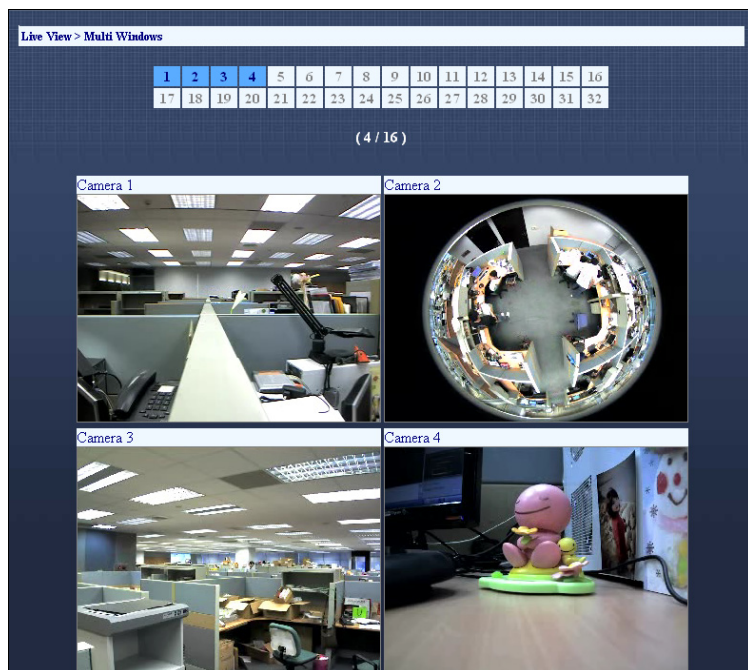 Live View > Multi Windows
1 2 3 4 5 6 7 8 9 10 11 12 13 14 15 16
17 18 19 20 21 22 23 24 25 26 27 28 29 30 31 32
( 4 / 16 )
Camera 1
Camera 2
Camera 3
Camera 4